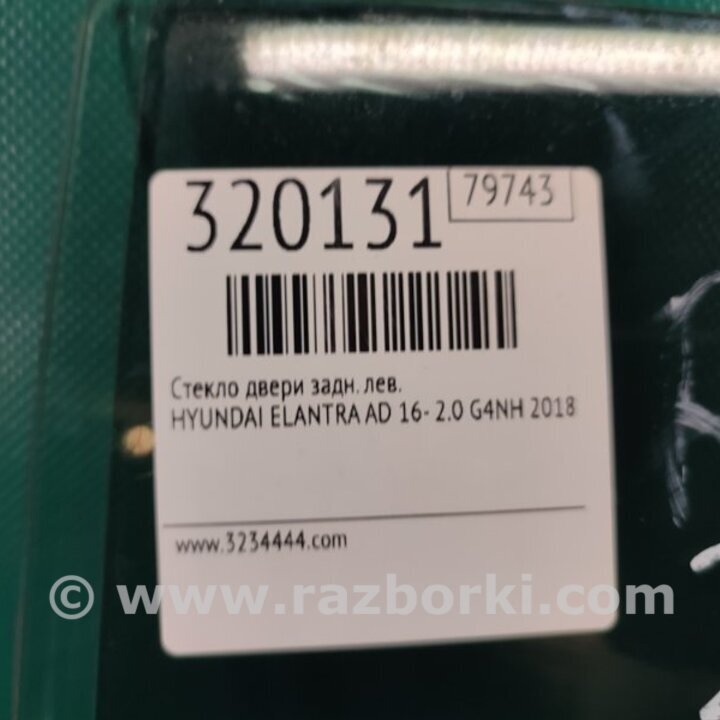 320131
79743
Стекло двери задн. лев.
HYUNDAI ELANTRA AD 16- 2.0 G4NH 2018
www.3234444.com
© www.razborki.com